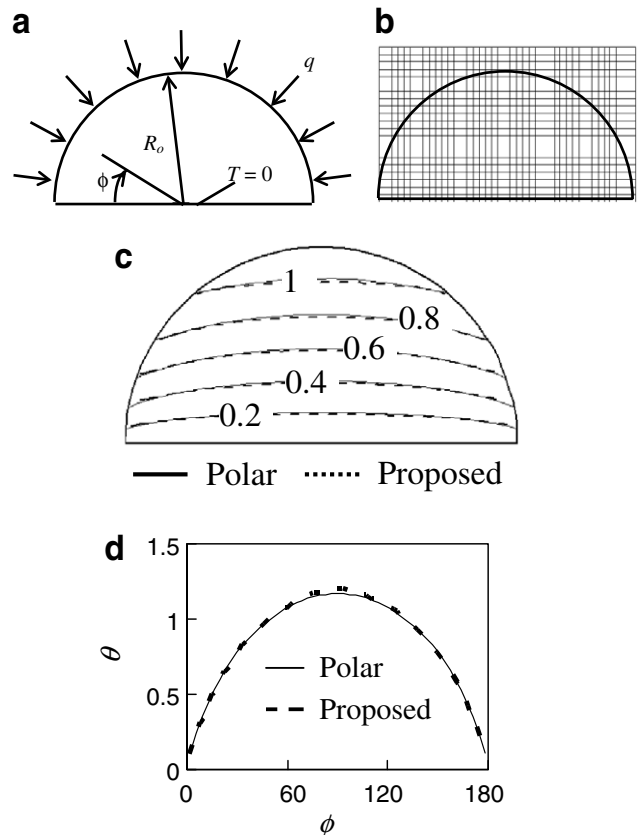 a
b
q
Rₒ
ϕ
T = 0
c
1
0.8
0.6
0.4
0.2
Polar
Proposed
d
1.5
1
0.5
0
θ
Polar
Proposed
0
60
120
180
ϕ